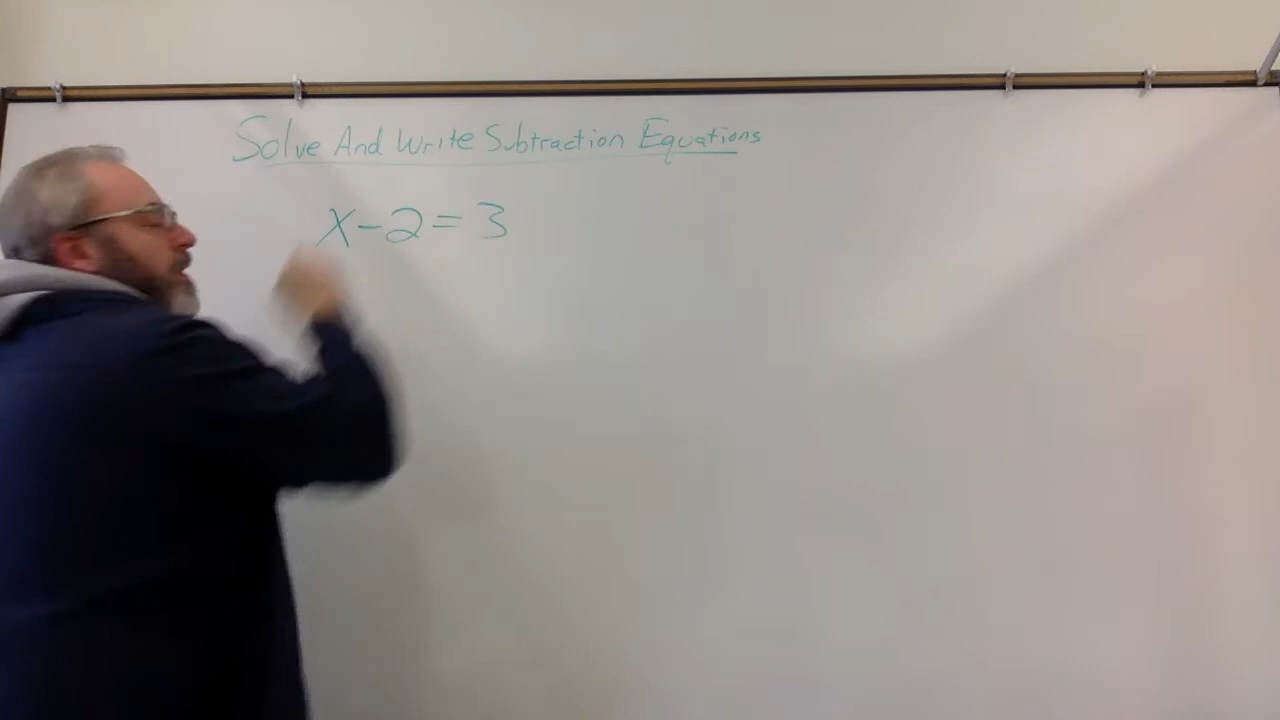 Solve And Write Subtraction Equations
x-2=3